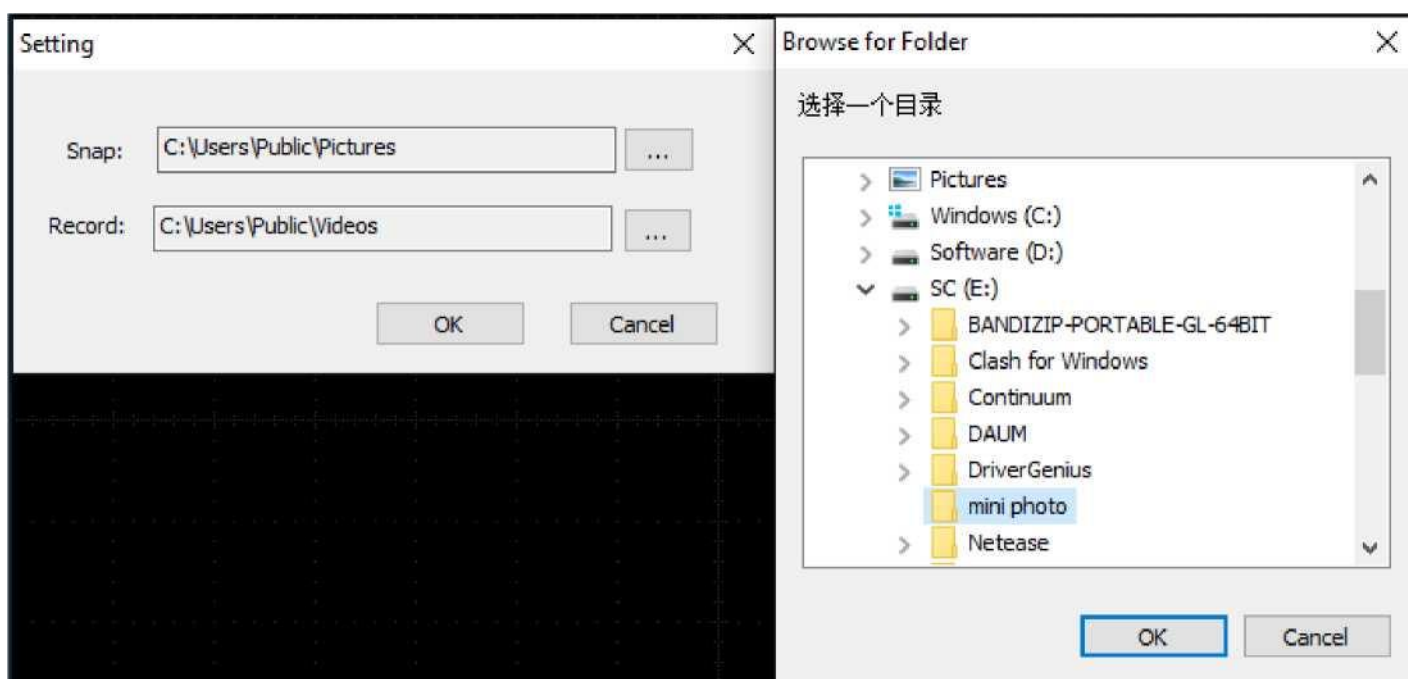 Setting
Snap:
C:\Users\Public\Pictures
...
Record:
C:\Users\Public\Videos
...
OK
Cancel
Browse for Folder
选择一个目录
Pictures
Windows (C:)
Software (D:)
SC (E:)
BANDIZIP-PORTABLE-GL-64BIT
Clash for Windows
Continuum
DAUM
DriverGenius
mini photo
Netease
OK
Cancel